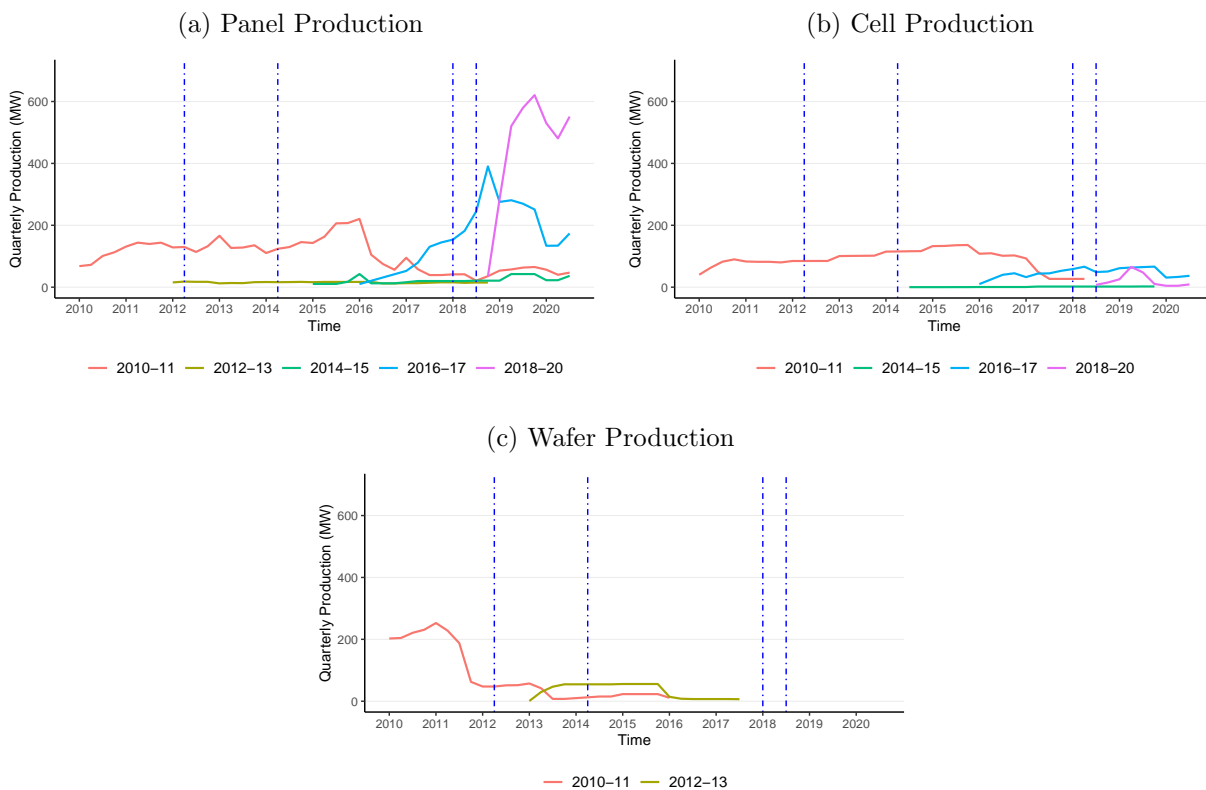 (a) Panel Production
Quarterly Production (MW)
600
400
200
0
2010 2011 2012 2013 2014 2015 2016 2017 2018 2019 2020
Time
2010–11 2012–13 2014–15 2016–17 2018–20
(b) Cell Production
Quarterly Production (MW)
600
400
200
0
2010 2011 2012 2013 2014 2015 2016 2017 2018 2019 2020
Time
2010–11 2014–15 2016–17 2018–20
(c) Wafer Production
Quarterly Production (MW)
600
400
200
0
2010 2011 2012 2013 2014 2015 2016 2017 2018 2019 2020
Time
2010–11 2012–13